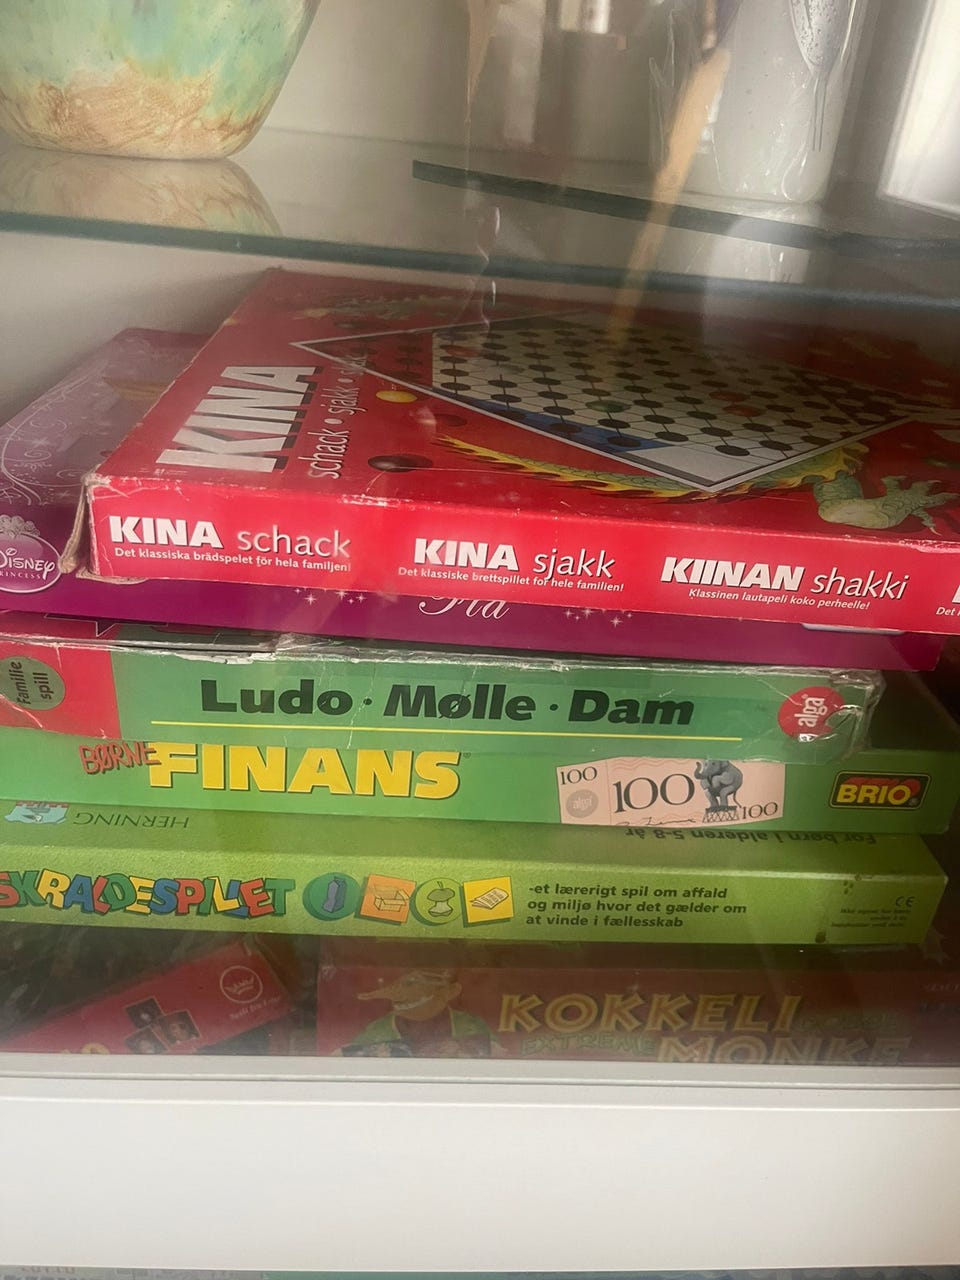 KINA
schack • sjakk •
KINA schack
Det klassiska brädspelet för hela familjen!
KINA sjakk
Det klassiske brettspillet for hele familien!
KIINAN shakki
Klassinen lautapeli koko perheelle!
Det
DISNEY
PRINCESS
Familie
spill
Ludo · Mølle · Dam
alga
BØRNE FINANS
100
alga
100
100
BRIO
HERNING
For børn i alderen 5-8 år
SKRALDESPILLET
-et lærerigt spil om affald
og miljø hvor det gælder om
at vinde i fællesskab
CE
KOKKELI
EXTREME
MONKE